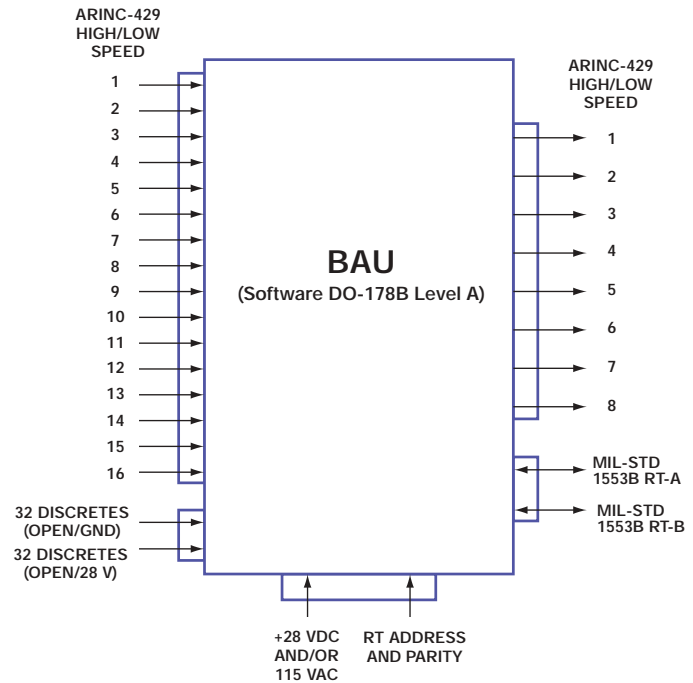 ARINC-429
HIGH/LOW
SPEED
1
2
3
4
5
6
7
8
9
10
11
12
13
14
15
16
32 DISCRETES
(OPEN/GND)
32 DISCRETES
(OPEN/28 V)
BAU
(Software DO-178B Level A)
ARINC-429
HIGH/LOW
SPEED
1
2
3
4
5
6
7
8
MIL-STD
1553B RT-A
MIL-STD
1553B RT-B
+28 VDC
AND/OR
115 VAC
RT ADDRESS
AND PARITY